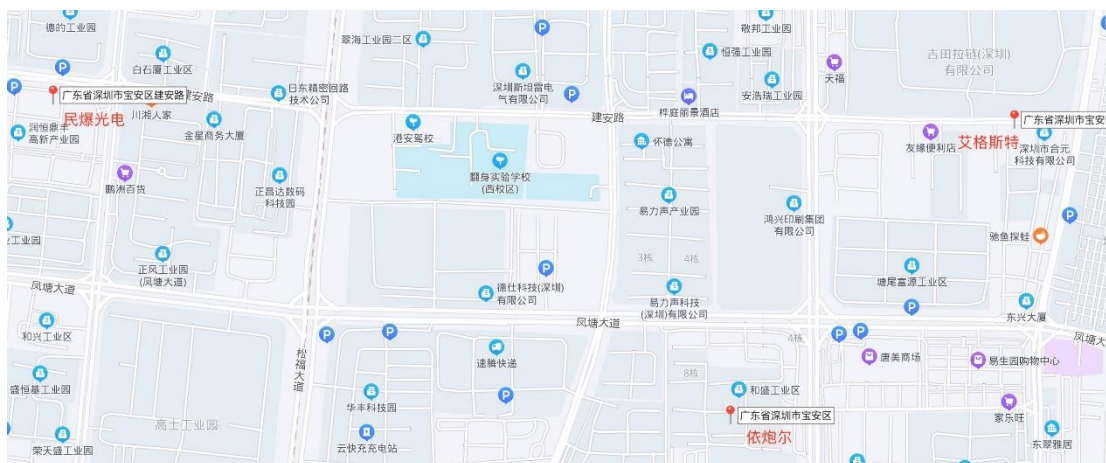 德的工业园
翠海工业园二区
敬邦工业园
恒强工业园
吉田拉链(深圳)
有限公司
白石厦工业区
日东精密回路
技术公司
深圳斯坦雷电
气有限公司
天福
安浩瑞工业园
桦庭丽景酒店
广东省深圳市宝安区建安路
安路
民爆光电
川湘人家
金星商务大厦
润恒鼎丰
高新产业园
建安路
广东省深圳市宝安
艾格斯特
港安驾校
怀德公寓
友缘便利店
深圳市合元
科技有限公司
翻身实验学校
(西校区)
鹏洲百货
正昌达数码
科技园
易力声产业园
鸿兴印刷集团
有限公司
驰鱼探蛙
业工业园
正风工业园
(凤塘大道)
3栋
4栋
塘尾富源工业区
凤塘大道
德仕科技(深圳)
有限公司
易力声科技
(深圳)有限公司
东兴大厦
和兴工业区
凤塘大道
4栋
凤塘大
松福大道
速腾快递
唐美商场
易生园购物中心
盛恒基工业园
8栋
和盛工业区
华丰科技园
广东省深圳市宝安区
依炮尔
家乐旺
高士工业园
荣天盛工业园
云快充充电站
东翠雅居
P
P
P
P
P
P
P
P
P
P